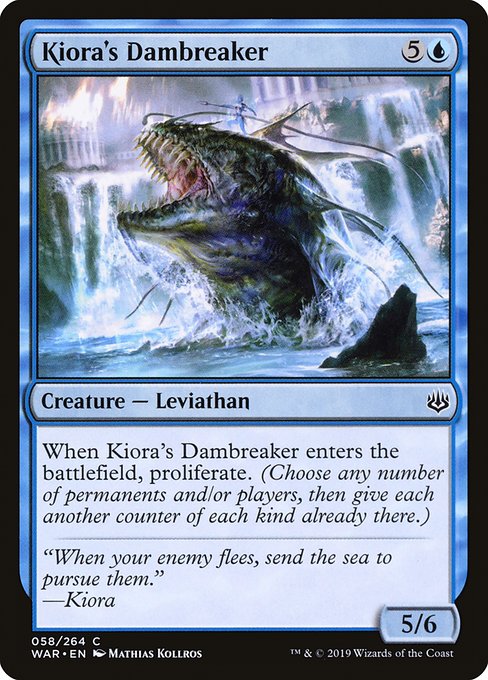 Kiora's Dambreaker 5
Creature — Leviathan
When Kiora's Dambreaker enters the
battlefield, proliferate. (Choose any number
of permanents and/or players, then give each
another counter of each kind already there.)
"When your enemy flees, send the sea to
pursue them."
—Kiora
5/6
058/264 C
WAR • EN Mathias Kollros
™ & © 2019 Wizards of the Coast